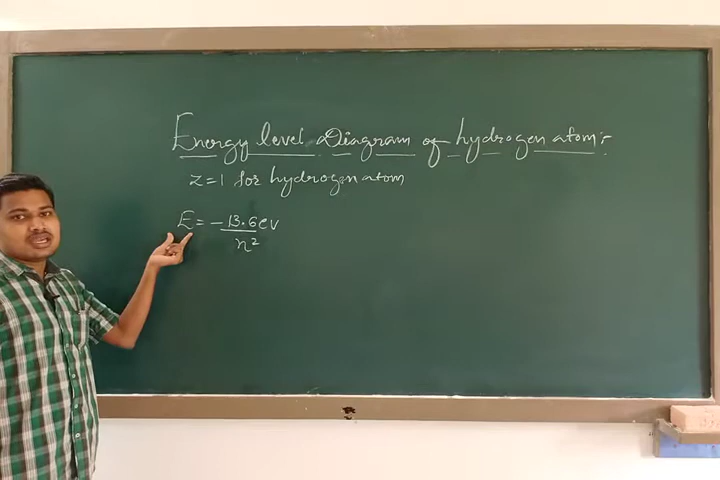 Energy level Diagram of hydrogen atom:-
Z=1 for hydrogen atom
E = -13.6ev
n²